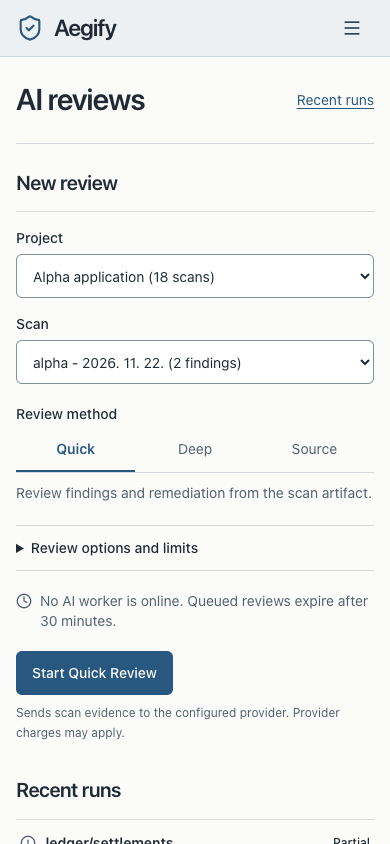 Aegify
AI reviews
Recent runs
New review
Project
Alpha application (18 scans)
Scan
alpha - 2026. 11. 22. (2 findings)
Review method
Quick
Deep
Source
Review findings and remediation from the scan artifact.
Review options and limits
No AI worker is online. Queued reviews expire after
30 minutes.
Start Quick Review
Sends scan evidence to the configured provider. Provider
charges may apply.
Recent runs
ledger/settlements
Partial